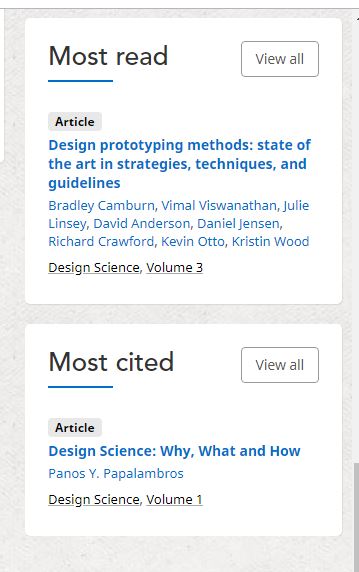 Most read
View all
Article
Design prototyping methods: state of
the art in strategies, techniques, and
guidelines
Bradley Camburn, Vimal Viswanathan, Julie
Linsey, David Anderson, Daniel Jensen,
Richard Crawford, Kevin Otto, Kristin Wood
Design Science, Volume 3
Most cited
View all
Article
Design Science: Why, What and How
Panos Y. Papalambros
Design Science, Volume 1